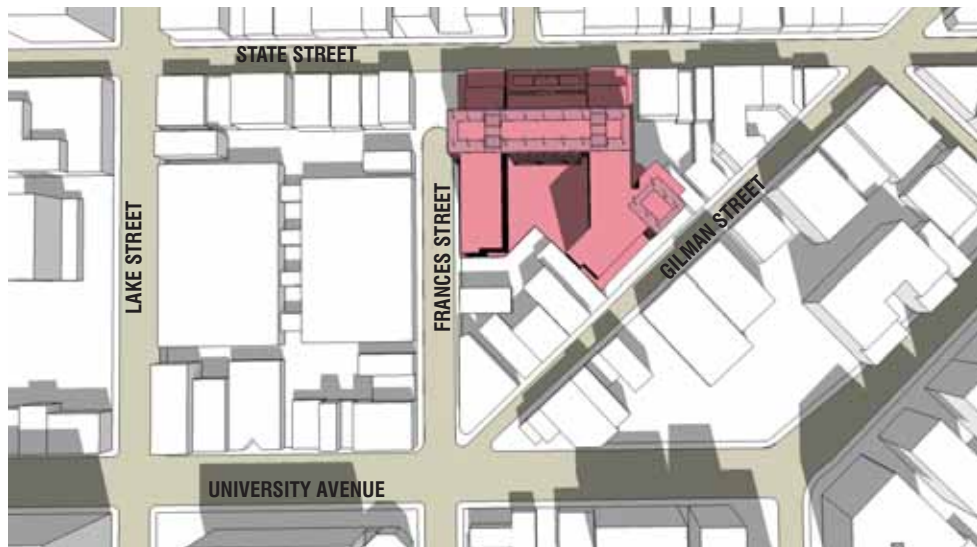 STATE STREET
LAKE STREET
FRANCES STREET
GILMAN STREET
UNIVERSITY AVENUE